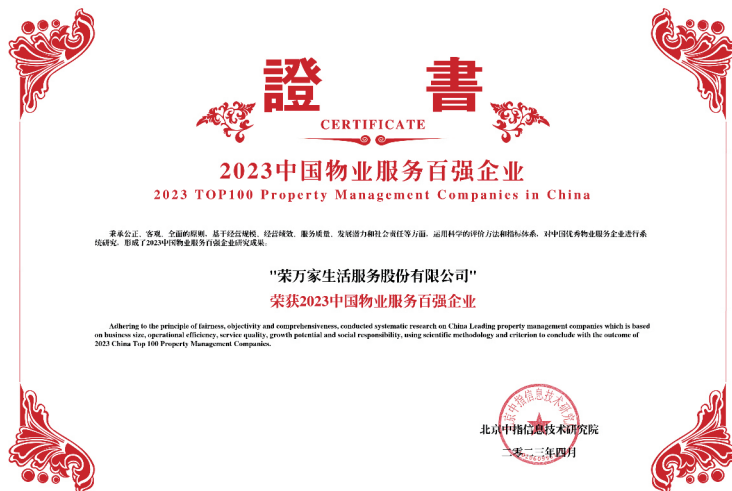 證 書
CERTIFICATE
2023中国物业服务百强企业
2023 TOP100 Property Management Companies in China
秉承公正、客观、全面的原则,基于经营规模、经营绩效、服务质量、发展潜力和社会责任等方面,运用科学的评价方法和指标体系,对中国优秀物业服务企业进行系
统研究,形成了2023中国物业服务百强企业研究成果:
"荣万家生活服务股份有限公司"
荣获2023中国物业服务百强企业
Adhering to the principle of fairness, objectivity and comprehensiveness, conducted systematic research on China Leading property management companies which is based
on business size, operational efficiency, service quality, growth potential and social responsibility, using scientific methodology and criterion to conclude with the outcome of
2023 China Top 100 Property Management Companies.
北京中指信息技术研究院
北京中指信息技术研究院
二零二三年四月